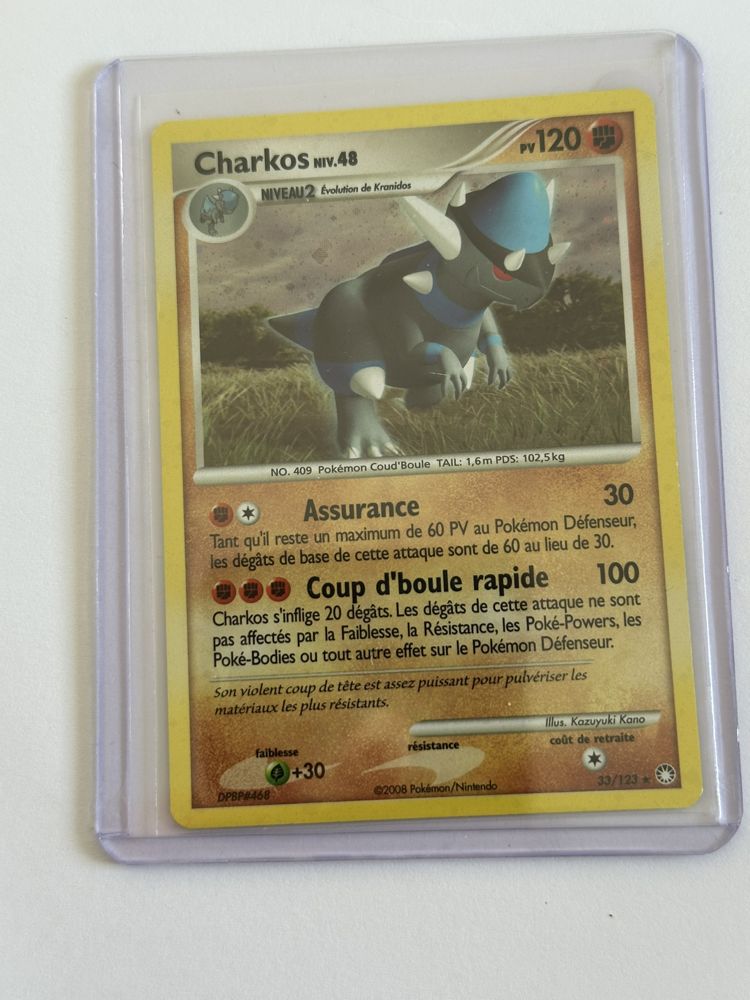 Charkos NIV.48
PV 120
NIVEAU 2 Évolution de Kranidos
NO. 409 Pokémon Coud'Boule TAIL: 1,6 m PDS: 102,5 kg
Assurance 30
Tant qu'il reste un maximum de 60 PV au Pokémon Défenseur,
les dégâts de base de cette attaque sont de 60 au lieu de 30.
Coup d'boule rapide 100
Charkos s'inflige 20 dégâts. Les dégâts de cette attaque ne sont
pas affectés par la Faiblesse, la Résistance, les Poké-Powers, les
Poké-Bodies ou tout autre effet sur le Pokémon Défenseur.
Son violent coup de tête est assez puissant pour pulvériser les
matériaux les plus résistants.
Illus. Kazuyuki Kano
faiblesse
résistance
coût de retraite
+30
DPBP#468
©2008 Pokémon/Nintendo
33/123 ★